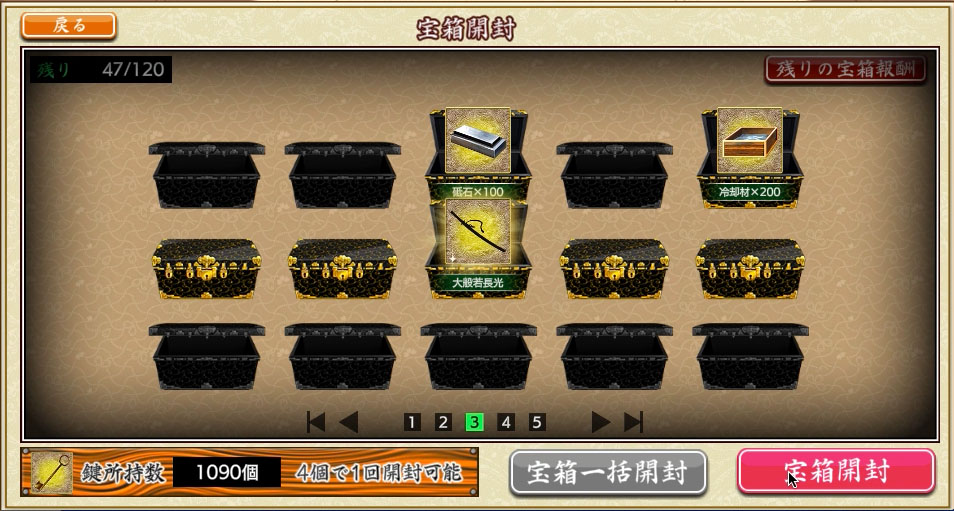 戻る
宝箱開封
残り 47/120
残りの宝箱報酬
砥石×100
冷却材×200
大般若長光
1 2 3 4 5
鍵所持数 1090個 4個で1回開封可能
宝箱一括開封
宝箱開封